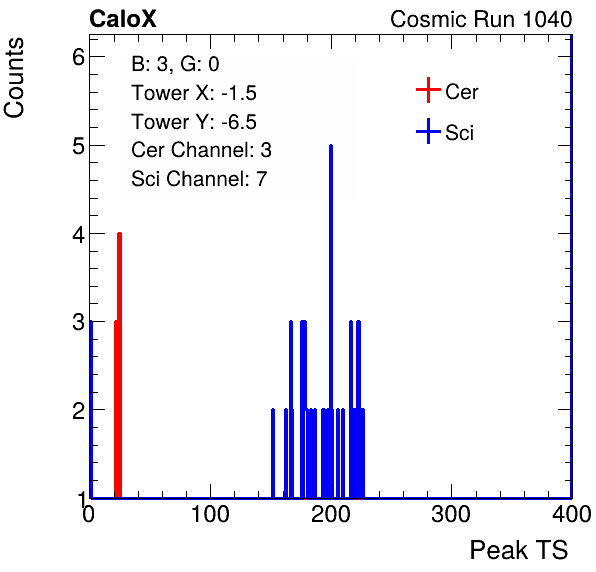 CaloX Cosmic Run 1040
Counts
B: 3, G: 0
Tower X: -1.5
Tower Y: -6.5
Cer Channel: 3
Sci Channel: 7
Cer
Sci
6
5
4
3
2
1
0 100 200 300 400
Peak TS